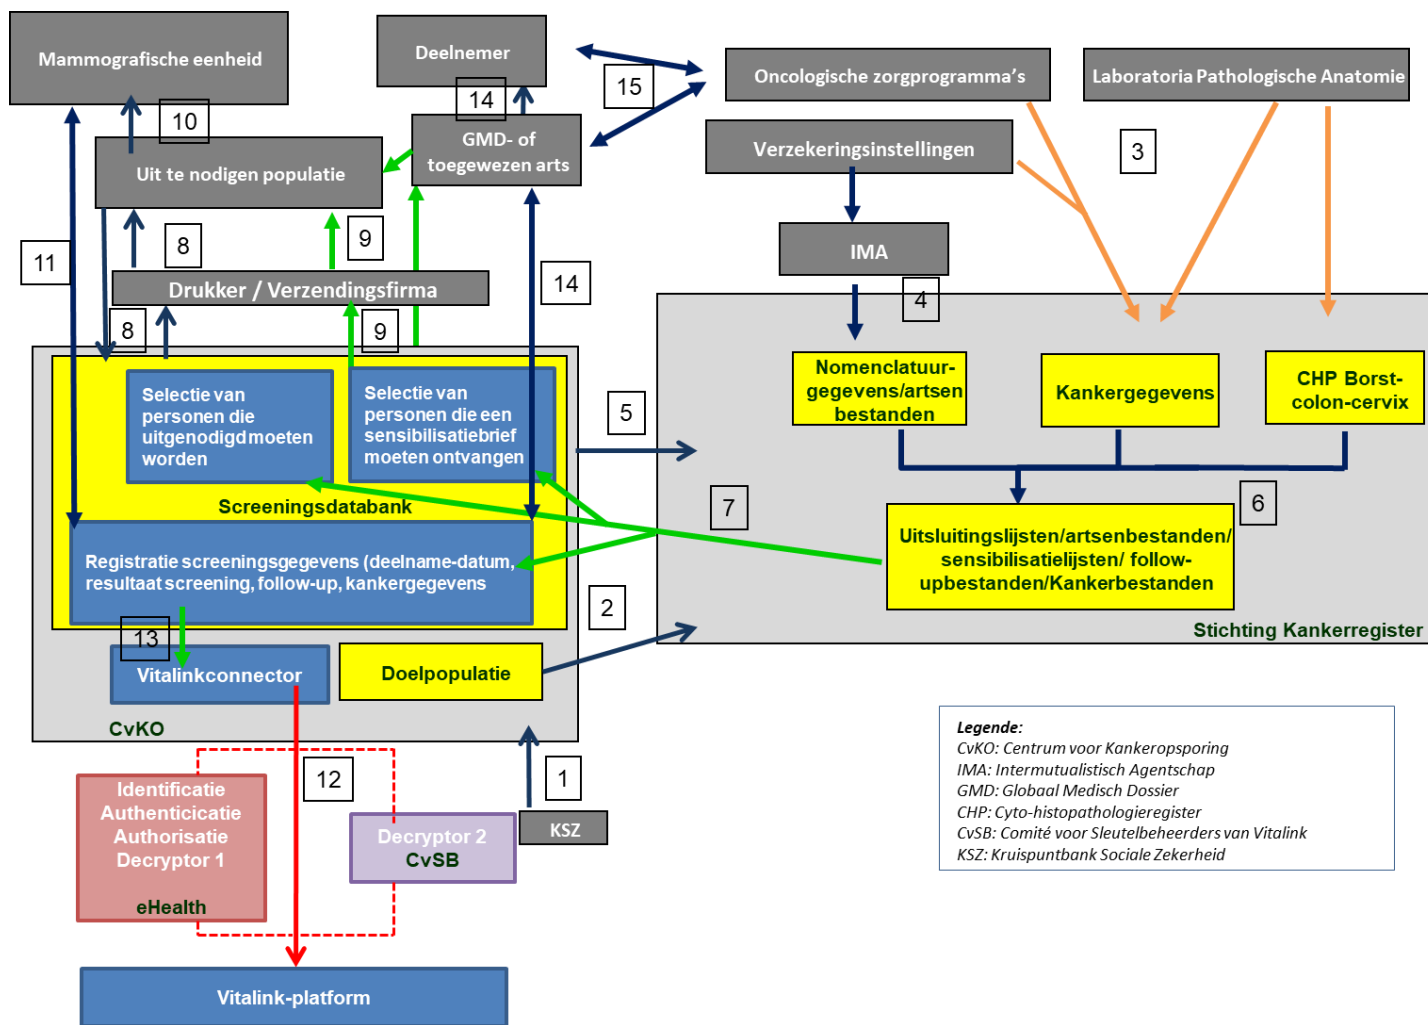 Mammografische eenheid
Deelnemer
Oncologische zorgprogramma's
Laboratoria Pathologische Anatomie
14
15
10
GMD- of
toegewezen arts
Verzekeringsinstellingen
3
Uit te nodigen populatie
11
8
9
IMA
14
Drukker / Verzendingsfirma
4
8
9
Selectie van
personen die
uitgenodigd moeten
worden
Selectie van
personen die een
sensibilisatiebrief
moeten ontvangen
5
Nomenclatuur-
gegevens/artsen
bestanden
Kankergegevens
CHP Borst-
colon-cervix
Screeningsdatabank
7
6
Registratie screeningsgegevens (deelname-datum,
resultaat screening, follow-up, kankergegevens
Uitsluitingslijsten/artsenbestanden/
sensibilisatielijsten/ follow-
upbestanden/Kankerbestanden
2
13
Stichting Kankerregister
Vitalinkconnector
Doelpopulatie
CvKO
12
1
Identificatie
Authenticicatie
Authorisatie
Decryptor 1
eHealth
Decryptor 2
CvSB
KSZ
Legende:
CvKO: Centrum voor Kankeropsporing
IMA: Intermutualistisch Agentschap
GMD: Globaal Medisch Dossier
CHP: Cyto-histopathologieregister
CvSB: Comité voor Sleutelbeheerders van Vitalink
KSZ: Kruispuntbank Sociale Zekerheid
Vitalink-platform